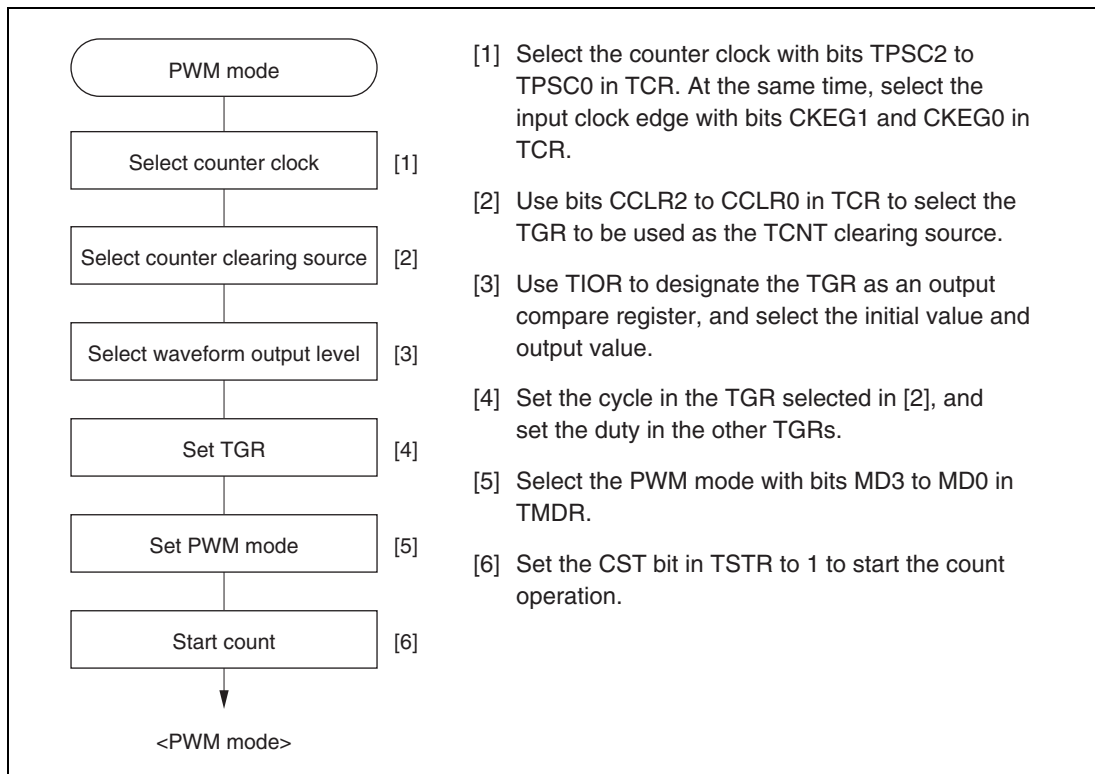 PWM mode
Select counter clock [1]
Select counter clearing source [2]
Select waveform output level [3]
Set TGR [4]
Set PWM mode [5]
Start count [6]
<PWM mode>
[1] Select the counter clock with bits TPSC2 to
TPSC0 in TCR. At the same time, select the
input clock edge with bits CKEG1 and CKEG0 in
TCR.
[2] Use bits CCLR2 to CCLR0 in TCR to select the
TGR to be used as the TCNT clearing source.
[3] Use TIOR to designate the TGR as an output
compare register, and select the initial value and
output value.
[4] Set the cycle in the TGR selected in [2], and
set the duty in the other TGRs.
[5] Select the PWM mode with bits MD3 to MD0 in
TMDR.
[6] Set the CST bit in TSTR to 1 to start the count
operation.